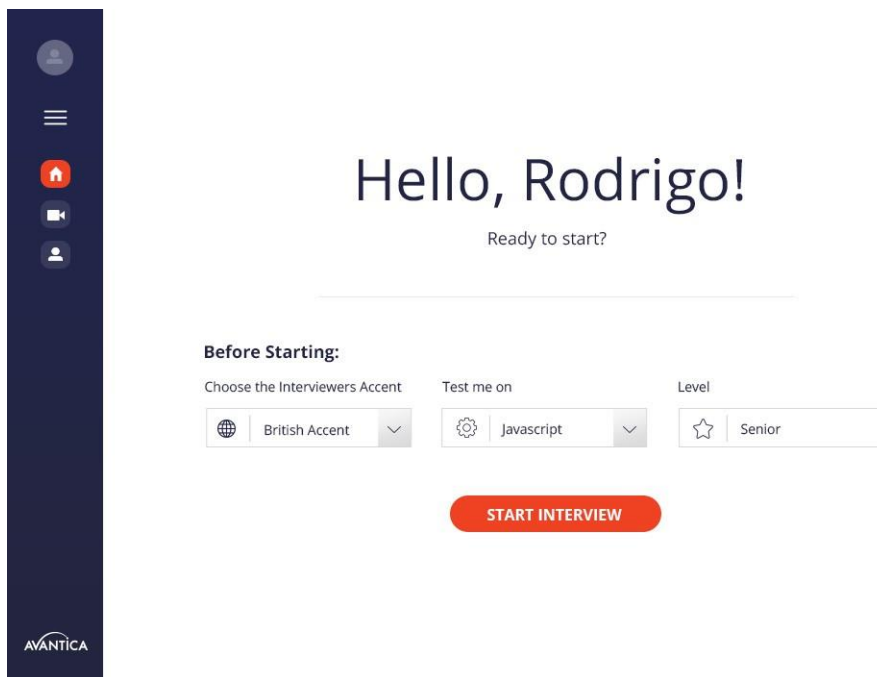 Hello, Rodrigo!
Ready to start?
Before Starting:
Choose the Interviewers Accent
Test me on
Level
British Accent
Javascript
Senior
START INTERVIEW
AVANTICA